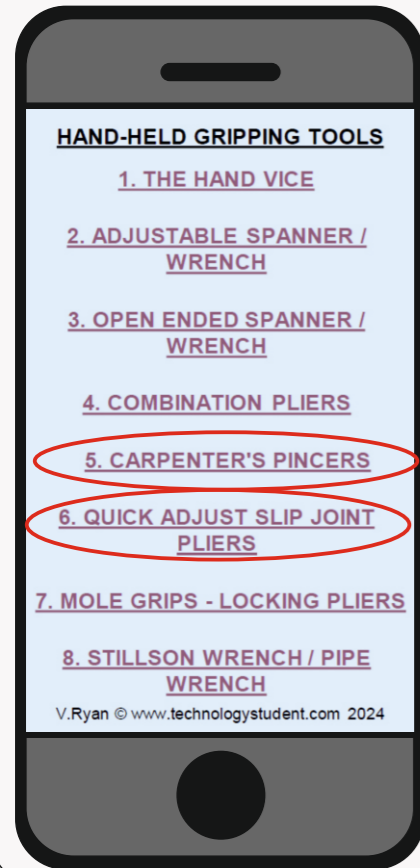 HAND-HELD GRIPPING TOOLS
1. THE HAND VICE
2. ADJUSTABLE SPANNER /
WRENCH
3. OPEN ENDED SPANNER /
WRENCH
4. COMBINATION PLIERS
5. CARPENTER'S PINCERS
6. QUICK ADJUST SLIP JOINT
PLIERS
7. MOLE GRIPS - LOCKING PLIERS
8. STILLSON WRENCH / PIPE
WRENCH
V.Ryan © www.technologystudent.com 2024